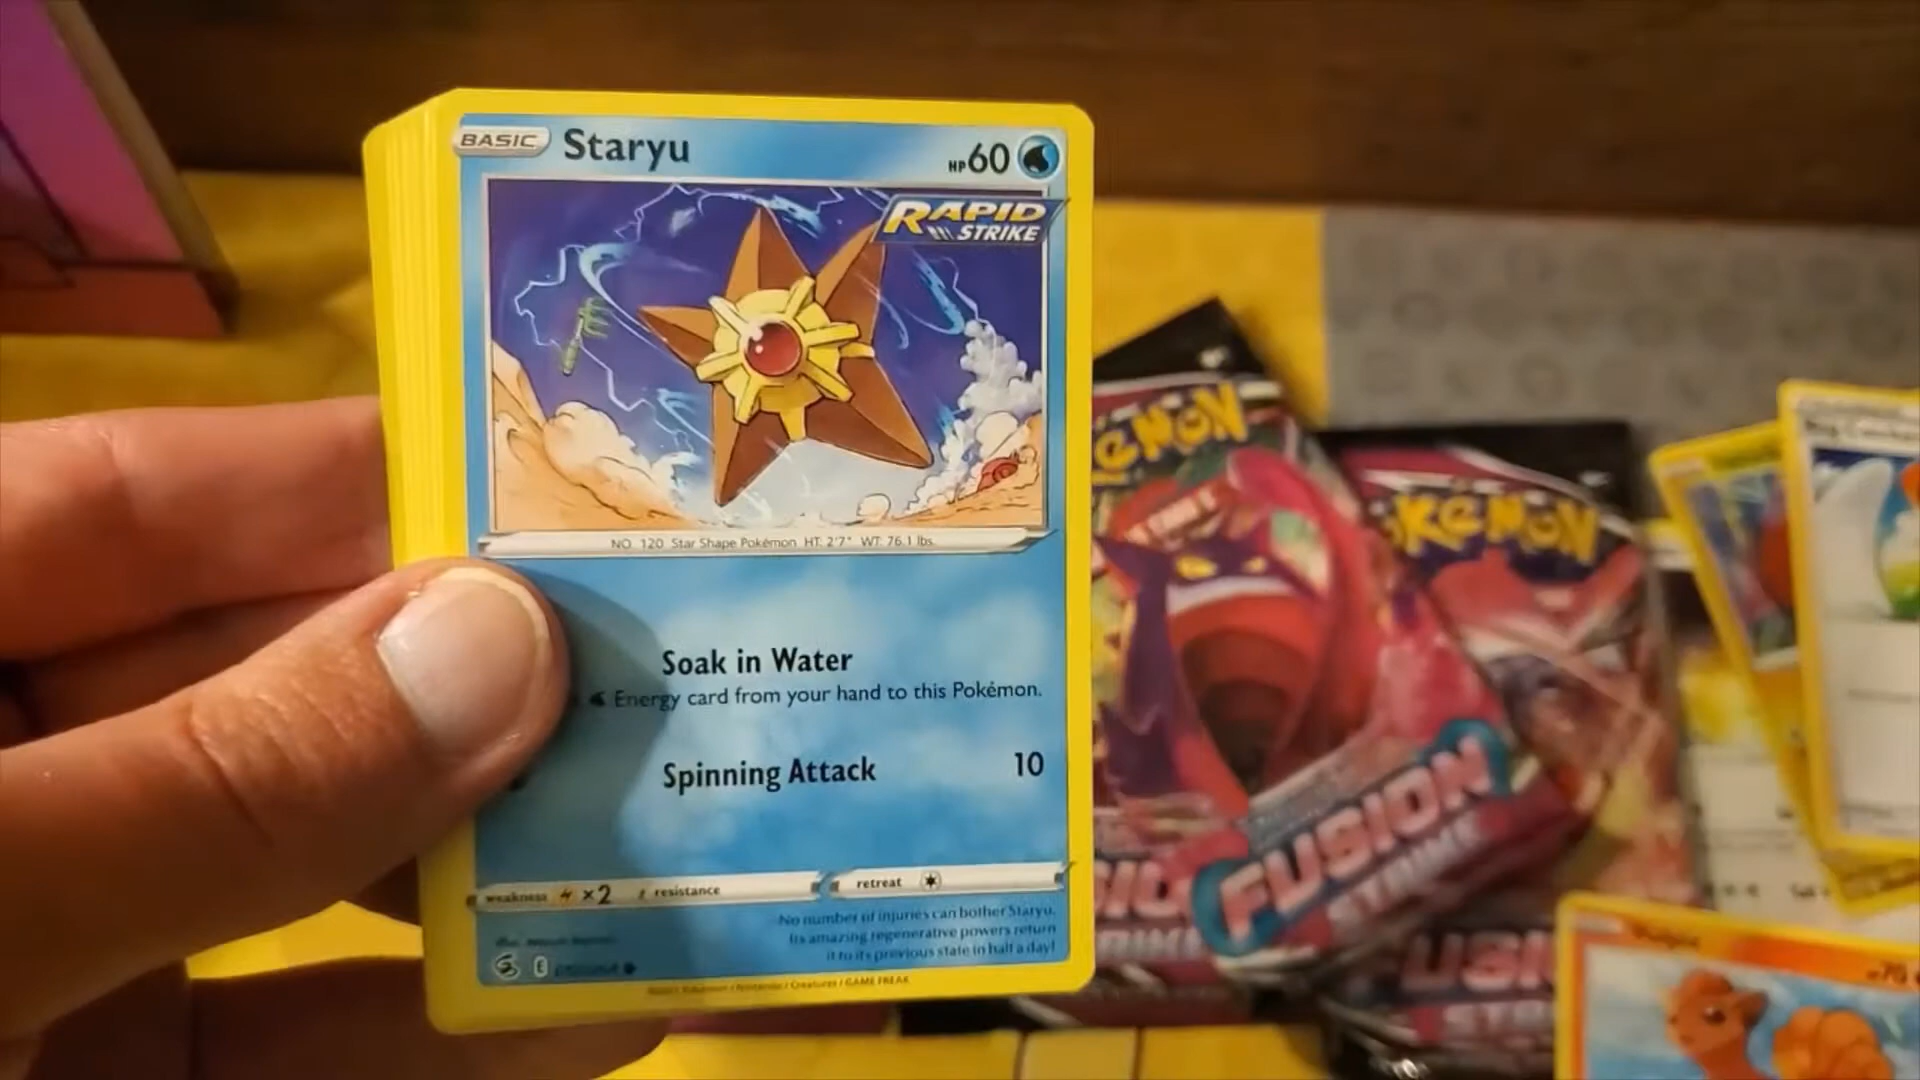 BASIC Staryu HP 60
RAPID
STRIKE
NO. 120 Star Shape Pokémon HT: 2'7" WT: 76.1 lbs.
Soak in Water
Energy card from your hand to this Pokémon.
Spinning Attack 10
weakness ×2 resistance
retreat
No number of injuries can bother Staryu.
Its amazing regenerative powers return
it to its previous state in half a day!
E
©2021 Pokémon / Nintendo / Creatures / GAME FREAK
POKéMON
FUSION
STRIKE